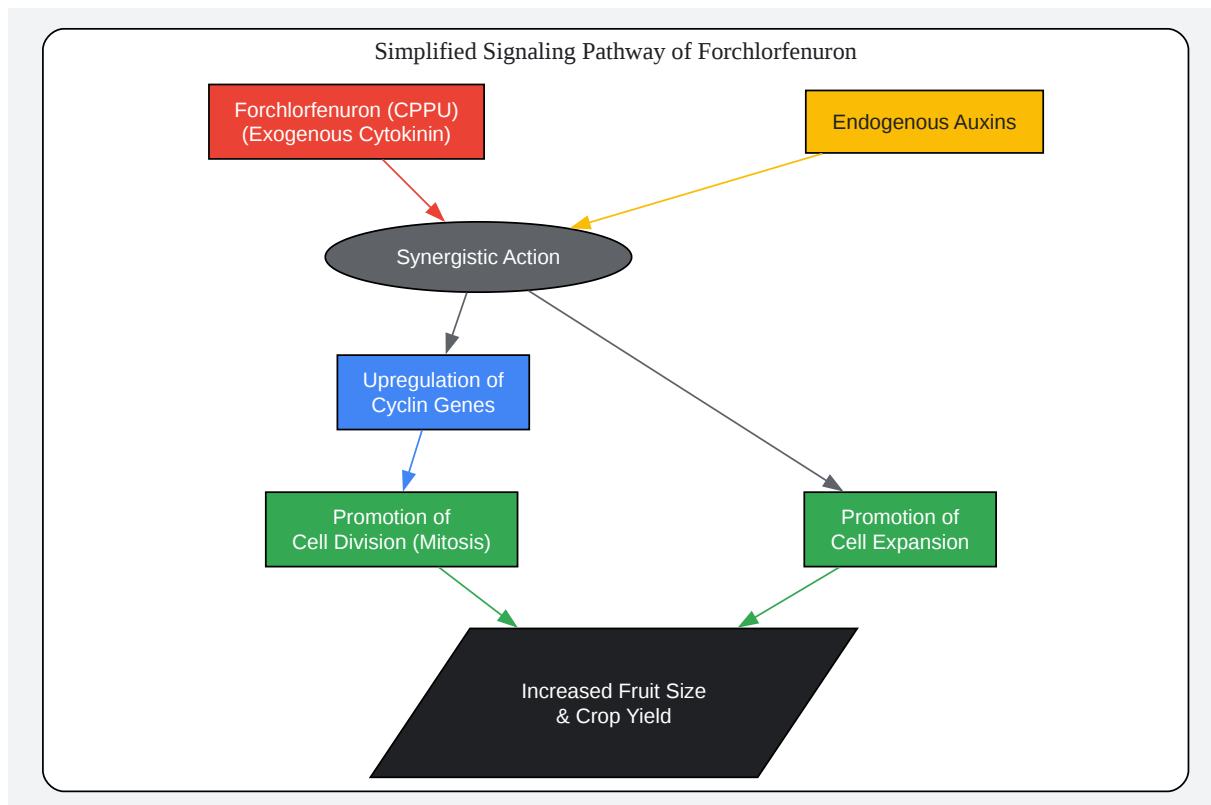 Simplified Signaling Pathway of Forchlorfenuron
Forchlorfenuron (CPPU)
(Exogenous Cytokinin)
Endogenous Auxins
Synergistic Action
Upregulation of
Cyclin Genes
Promotion of
Cell Division (Mitosis)
Promotion of
Cell Expansion
Increased Fruit Size
& Crop Yield